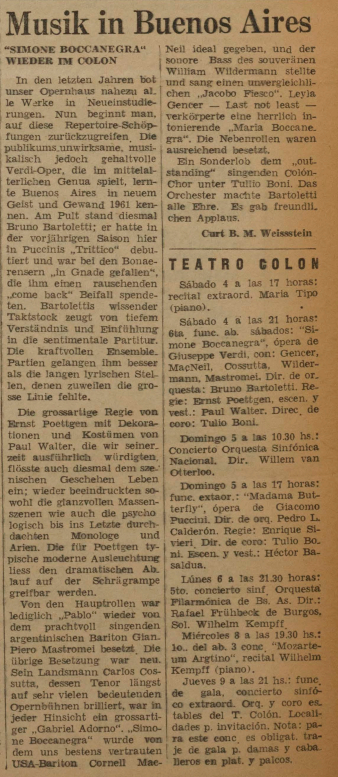 Musik in Buenos Aires
"SIMONE BOCCANEGRA"
WIEDER IM COLON
In den letzten Jahren bot
unser Opernhaus nahezu al.
le Werke in Neueinstudie-
rungen. Nun beginnt man,
auf diese Repertoire-Schöp-
fungen zurückzugreifen. Die
publikumsunwirksame, musi-
kalisch jedoch gehaltvolle
Verdi-Oper, die im mittelal-
terlichen Genua spielt, lern-
te Buenos Aires in neuem
Geist und Gewand 1961 ken-
nen. Am Pult stand diesmal
Bruno Bartoletti; er hatte in
der vorjährigen Saison hier
in Puccinis „Trittico" debu-
tiert und war bei den Bonae-
rensern „in Gnade gefallen",
die ihm einen rauschenden
„come back" Beifall spende-
ten. Bartolettis wissender
Taktstock zeugt von tiefem
Verständnis und Einfühlung
in die sentimentale Partitur.
Die kraftvollen Ensemble.
Partien gelangen ihm besser
als die langen lyrischen Stel-
len, denen zuweilen die gros-
se Linie fehlte.
Die grossartige Regie von
Ernst Poettgen mit Dekora-
tionen und Kostümen von
Paul Walter, die wir seiner-
zeit ausführlich würdigten,
flösste auch diesmal dem sze-
nischen Geschehen Leben
ein; wieder beeindruckten so-
wohl die glanzvollen Massen-
szenen wie auch die psycho-
logisch bis ins Letzte durch-
dachten Monologe und
Arien. Die für Poettgen ty-
pische moderne Ausleuchtung
liess den dramatischen Ab.
lauf auf der Schrägrampe
greifbar werden.
Von den Hauptrollen war
lediglich „Pablo" wieder von
dem prächtig singenden
argentinischen Bariton Gian-
Piero Mastromei besetzt. Die
übrige Besetzung war neu.
Sein Landsmann Carlos Cos-
sutta, dessen Tenor längst
auf sehr vielen bedeutenden
Opernbühnen brilliert, war in
jeder Hinsicht ein grossarti-
ger „Gabriel Adorno". „Simo-
ne Boccanegra" wurde von
dem uns bestens vertrauten
USA-Bariton Cornell Mac-
Neil ideal gegeben, und der
sonore Bass des souveränen
William Wildermann stellte
und sang einen unvergleich-
lichen „Jacobo Fiesco". Leyla
Gencer — Last not least —
verkörperte eine herrlich in-
tonierende „Maria Boccane-
gra". Die Nebenrollen waren
ausreichend besetzt.
Ein Sonderlob dem „out-
standing" singenden Colón-
Chor unter Tullio Boni. Das
Orchester machte Bartoletti
alle Ehre. Es gab freundli-
chen Applaus.
Curt B. M. Weissstein
TEATRO COLON
Sábado 4 a las 17 horas:
recital extraord. Maria Tipo
(piano).
Sábado 4 a las 21 horas:
6ta func. ab. sábados: "Si-
mone Boccanegra", ópera de
Giuseppe Verdi, con: Gencer,
MacNeil, Cossutta, Wilder-
mann, Mastromei. Dir. de or-
questa: Bruno Bartoletti. Re-
gie: Ernst Poettgen, escen. y
vest.: Paul Walter, Direc, de
coro: Tulio Boni.
Domingo 5 a las 10.30 hs.:
Concierto Orquesta Sinfónica
Nacional. Dir. Willem van
Otterloo.
Domingo 5 a las 17 horas:
func. extaor.: "Madama But-
terfly", ópera de Giacomo
Puccini. Dir. de orq. Pedro I.
Calderón. Regie: Enrique Si-
vieri, Dir. de coro: Tulio Bo-
ni. Escen. y vest.: Héctor Ba-
saldua.
Lúnes 6 a las 21.30 horas:
5to. concierto sinf. Orquesta
Filarmónica de Bs. As. Dir.:
Rafael Frühbeck de Burgos,
Sol. Wilhelm Kempff
Miércoles 8 a las 19.30 hs.
lo. del ab. 3 conc. "Mozarte-
um Argtino", recital Wilhelm
Kempff (piano).
Jueves 9 a las 21 hs.: func.
de gala, concierto sinfó-
co extraord. Orq. y coro es-
tables del T. Colón. Locali-
dades p. invitación. Nota: pa-
ra este conc. es obligat. tra-
je de gala p. damas y caba-
lleros en plat. y palcos.